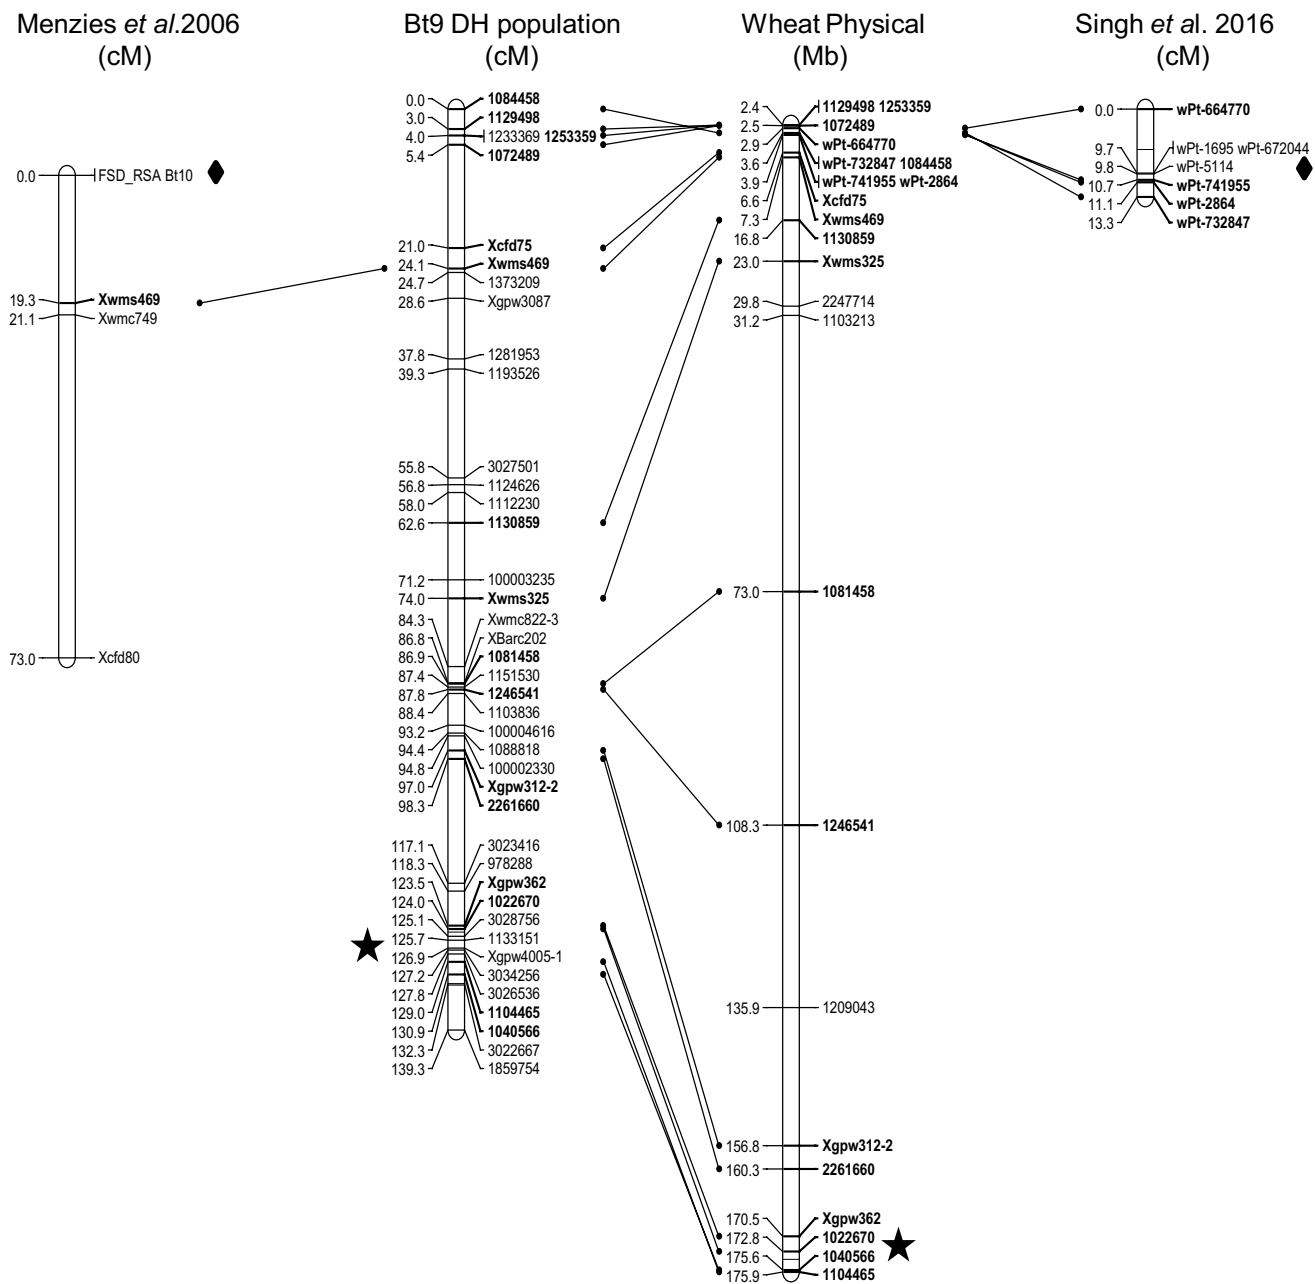 Menzies et al.2006
(cM)
0.0 FSD_RSA Bt10
19.3 Xwms469
21.1 Xwmc749
73.0 Xcfd80
Bt9 DH population
(cM)
0.0 1084458
3.0 1129498
4.0 1233369 1253359
5.4 1072489
21.0 Xcfd75
24.1 Xwms469
24.7 1373209
28.6 Xgpw3087
37.8 1281953
39.3 1193526
55.8 3027501
56.8 1124626
58.0 1112230
62.6 1130859
71.2 100003235
74.0 Xwms325
84.3 Xwmc822-3
86.8 XBarc202
86.9 1081458
87.4 1151530
87.8 1246541
88.4 1103836
93.2 100004616
94.4 1088818
94.8 100002330
97.0 Xgpw312-2
98.3 2261660
117.1 3023416
118.3 978288
123.5 Xgpw362
124.0 1022670
125.1 3028756
125.7 1133151
126.9 Xgpw4005-1
127.2 3034256
127.8 3026536
129.0 1104465
130.9 1040566
132.3 3022667
139.3 1859754
Wheat Physical
(Mb)
2.4 1129498 1253359
2.5 1072489
2.9 wPt-664770
3.6 wPt-732847 1084458
3.9 wPt-741955 wPt-2864
6.6 Xcfd75
7.3 Xwms469
16.8 1130859
23.0 Xwms325
29.8 2247714
31.2 1103213
73.0 1081458
108.3 1246541
135.9 1209043
156.8 Xgpw312-2
160.3 2261660
170.5 Xgpw362
172.8 1022670
175.6 1040566
175.9 1104465
Singh et al. 2016
(cM)
0.0 wPt-664770
9.7 wPt-1695 wPt-672044
9.8 wPt-5114
10.7 wPt-741955
11.1 wPt-2864
13.3 wPt-732847